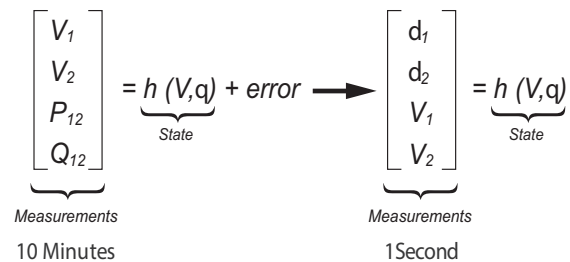 V1
V2
P12
Q12
= h (V,q) + error
State
Measurements
10 Minutes
d1
d2
V1
V2
= h (V,q)
State
Measurements
1Second